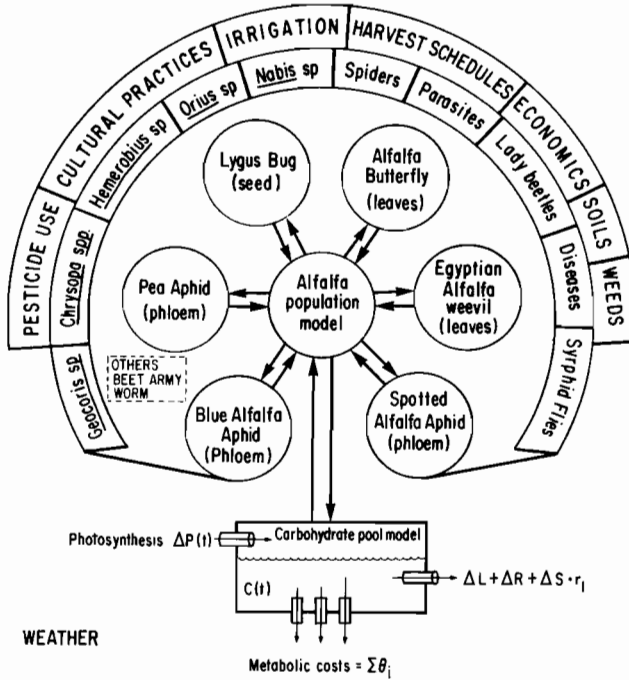 PESTICIDE USE
CULTURAL PRACTICES
IRRIGATION
HARVEST SCHEDULES
ECONOMICS
SOILS
WEEDS
Geocoris sp
Chrysopa spp.
Hemerobius sp
Orius sp
Nabis sp
Spiders
Parasites
Lady beetles
Diseases
Syrphid Flies
Lygus Bug
(seed)
Alfalfa
Butterfly
(leaves)
Pea Aphid
(phloem)
Alfalfa
population
model
Egyptian
Alfalfa
weevil
(leaves)
OTHERS
BEET ARMY
WORM
Blue Alfalfa
Aphid
(Phloem)
Spotted
Alfalfa Aphid
(phloem)
Photosynthesis ΔP(t)
Carbohydrate pool model
C(t)
ΔL+ΔR+ΔS·r₁
WEATHER
Metabolic costs = Σθᵢ